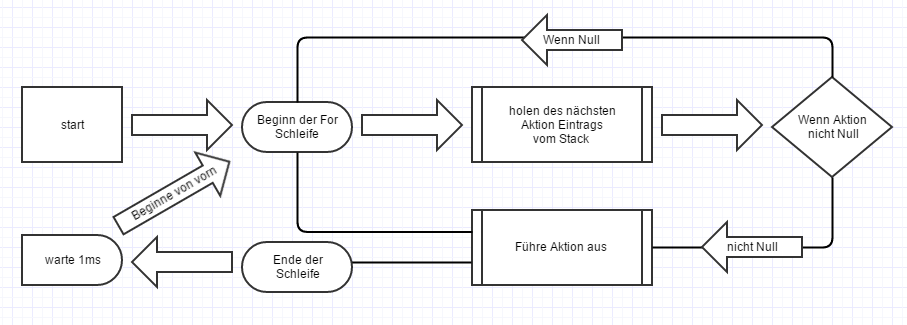 Wenn Null
start
Beginn der For
Schleife
holen des nächsten
Aktion Eintrags
vom Stack
Wenn Aktion
nicht Null
Beginne von vorn
warte 1ms
Ende der
Schleife
Führe Aktion aus
nicht Null